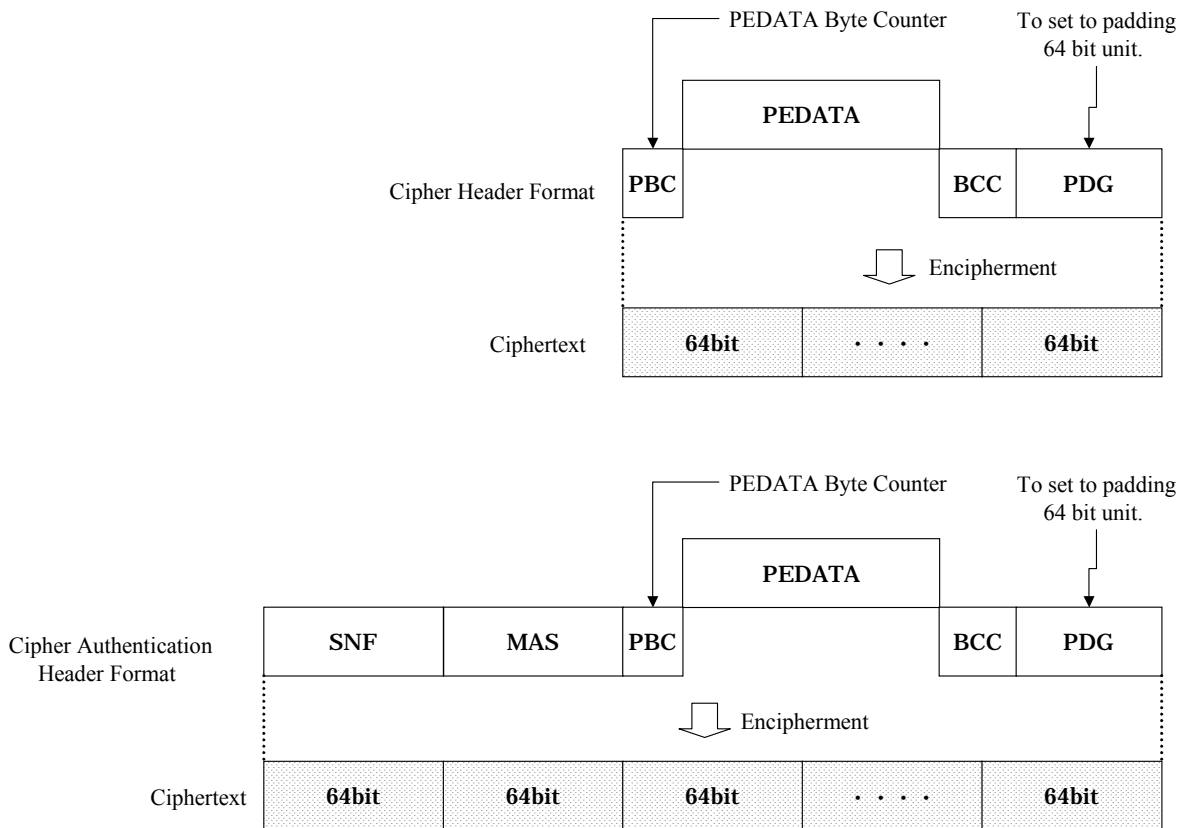 PEDATA Byte Counter
To set to padding
64 bit unit.
PEDATA
Cipher Header Format
PBC
BCC
PDG
Encipherment
Ciphertext
64bit
· · · ·
64bit
PEDATA Byte Counter
To set to padding
64 bit unit.
PEDATA
Cipher Authentication
Header Format
SNF
MAS
PBC
BCC
PDG
Encipherment
Ciphertext
64bit
64bit
64bit
· · · ·
64bit